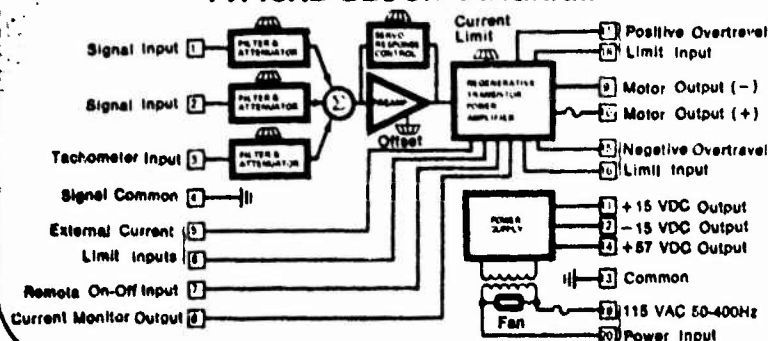 Current
Limit
Signal Input 1
FILTER &
ATTENUATOR
SERVO
RESPONSE
CONTROL
Positive Overtravel
Limit Input
Signal Input 2
FILTER &
ATTENUATOR
Σ
PREAMP
REGENERATIVE
TRANSISTOR
POWER
AMPLIFIER
9 Motor Output (-)
Motor Output (+)
Offset
Tachometer Input 3
FILTER &
ATTENUATOR
Negative Overtravel
Limit Input
Signal Common 4
External Current 5
Limit Inputs 6
POWER
SUPPLY
+15 VDC Output
-15 VDC Output
+57 VDC Output
Remote On-Off Input 7
Common
Current Monitor Output 8
Fan
115 VAC 50-400Hz
20 Power Input